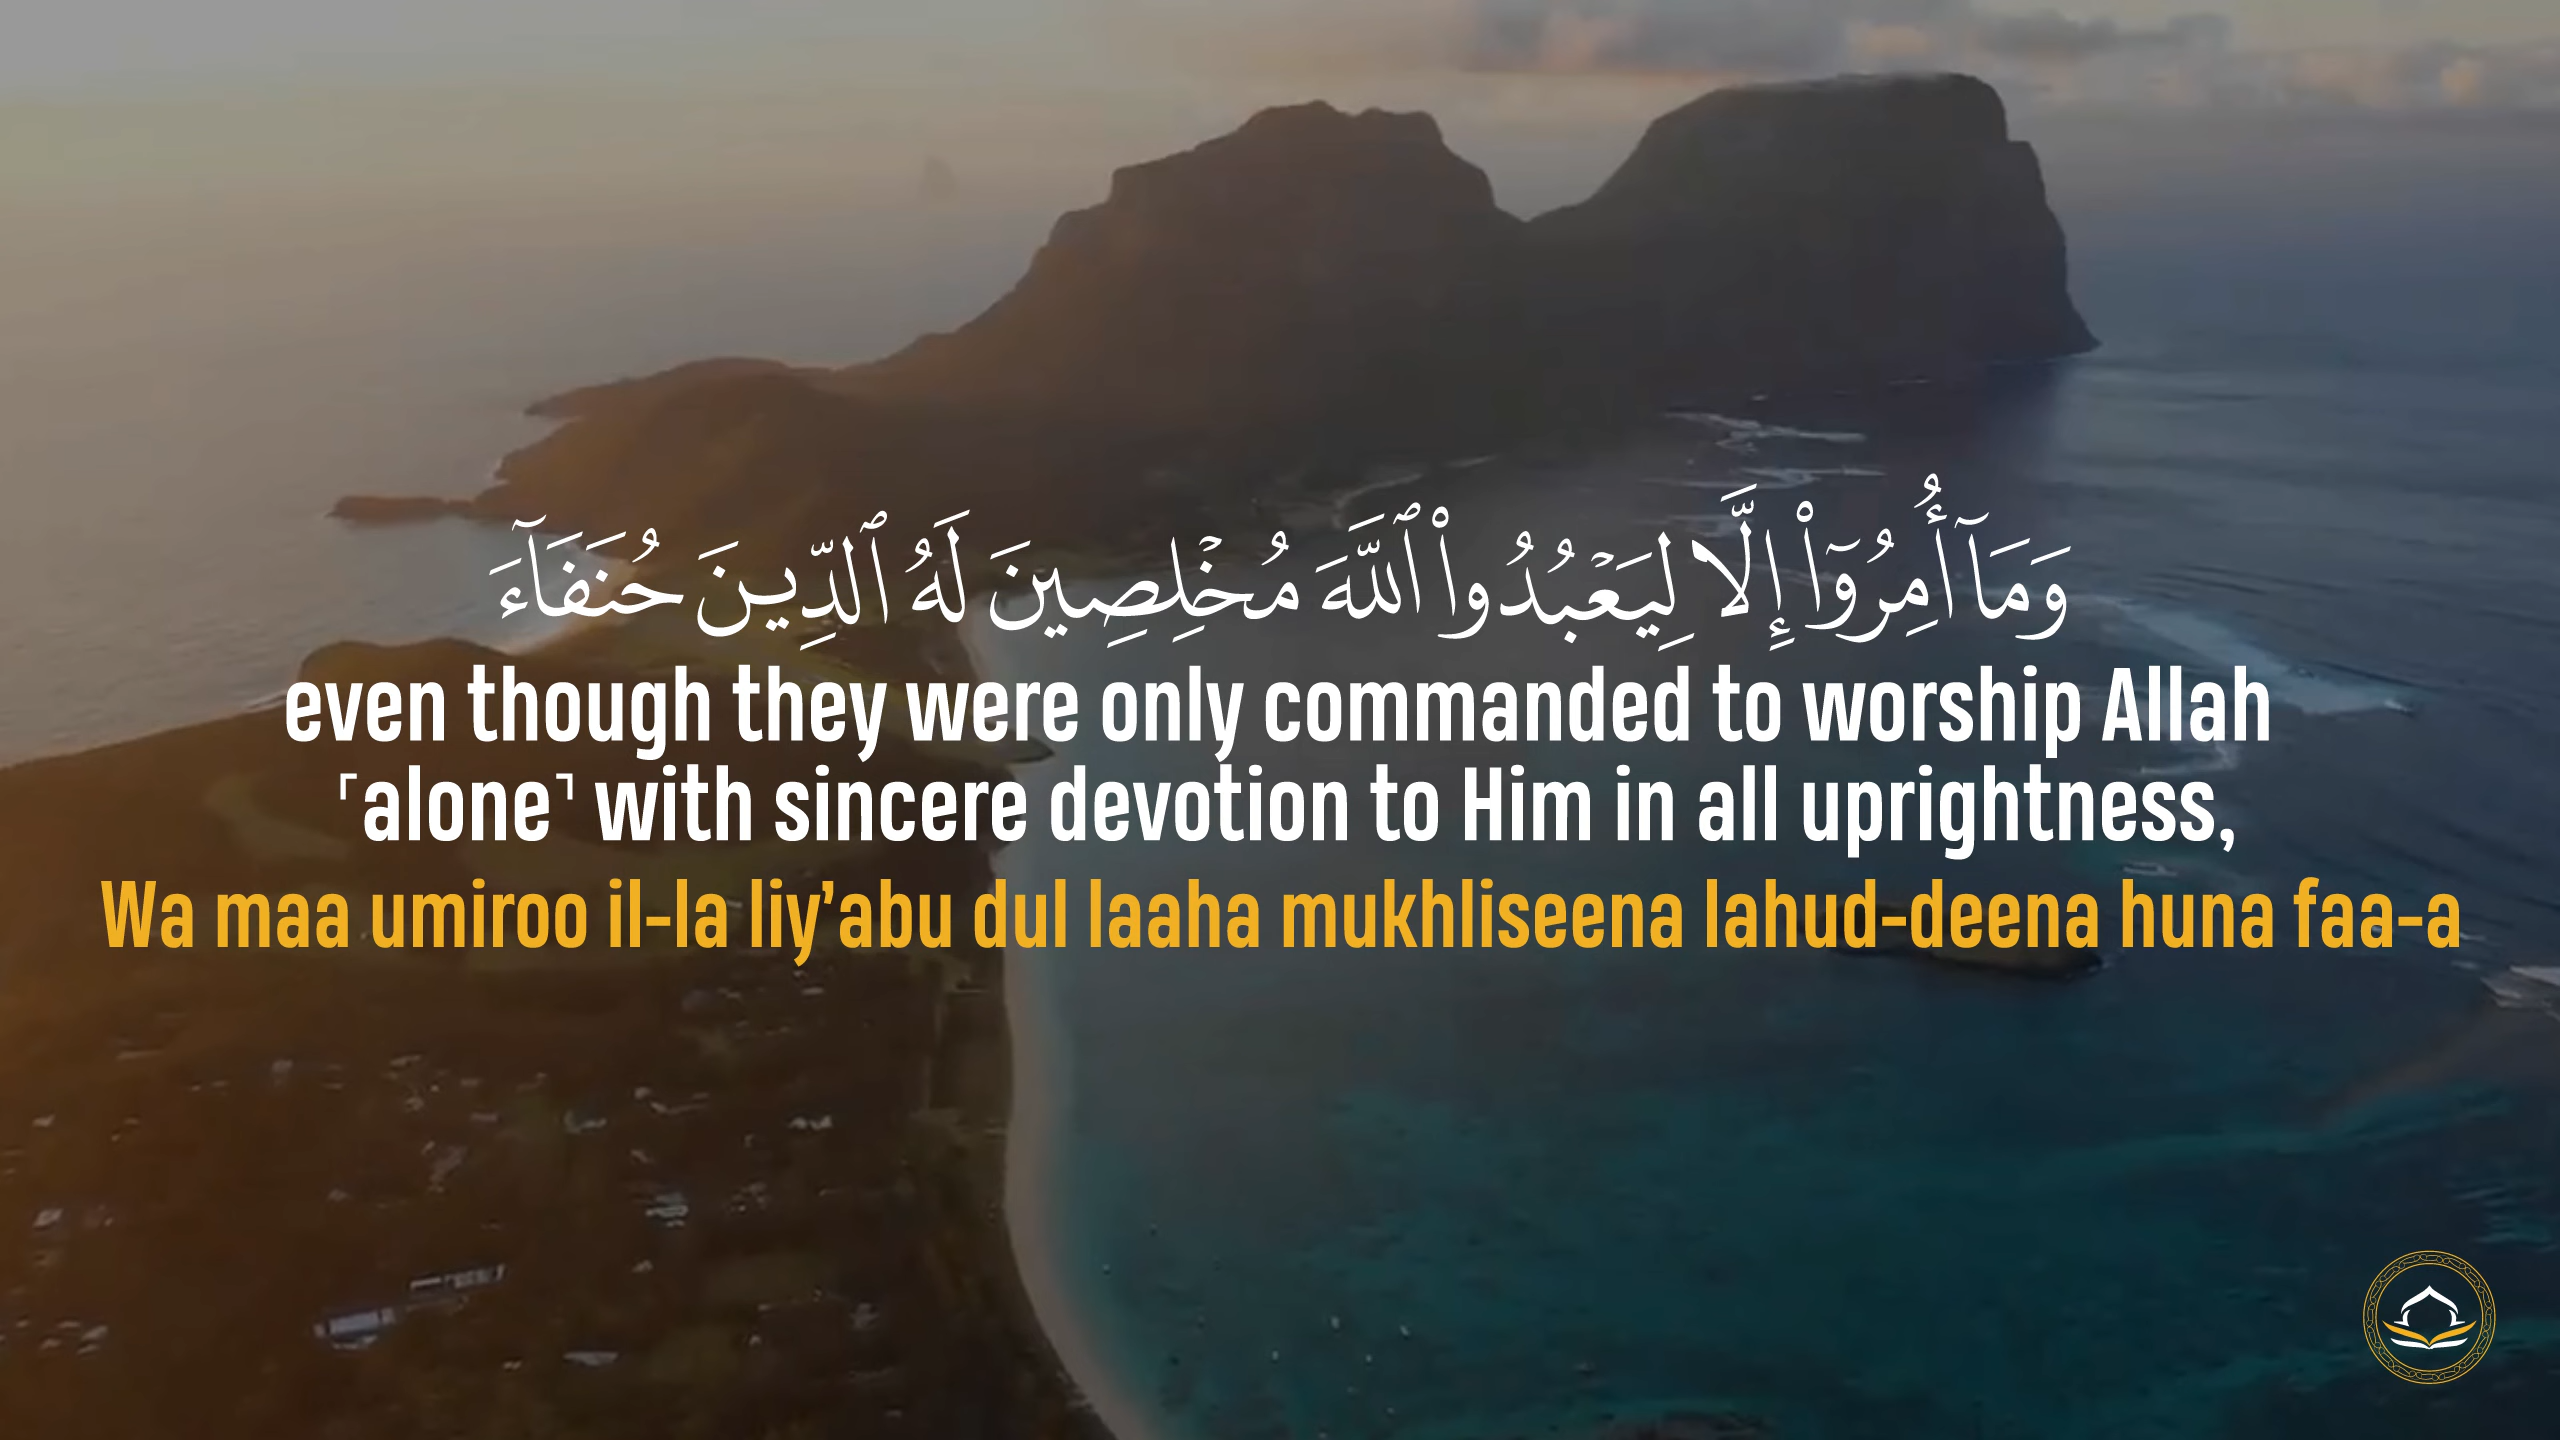 وَمَآ أُمِرُوٓا۟ إِلَّا لِيَعْبُدُوا۟ ٱللَّهَ مُخْلِصِينَ لَهُ ٱلدِّينَ حُنَفَآءَ
even though they were only commanded to worship Allah
⸢alone⸣ with sincere devotion to Him in all uprightness,
Wa maa umiroo il-la liy’abu dul laaha mukhliseena lahud-deena huna faa-a